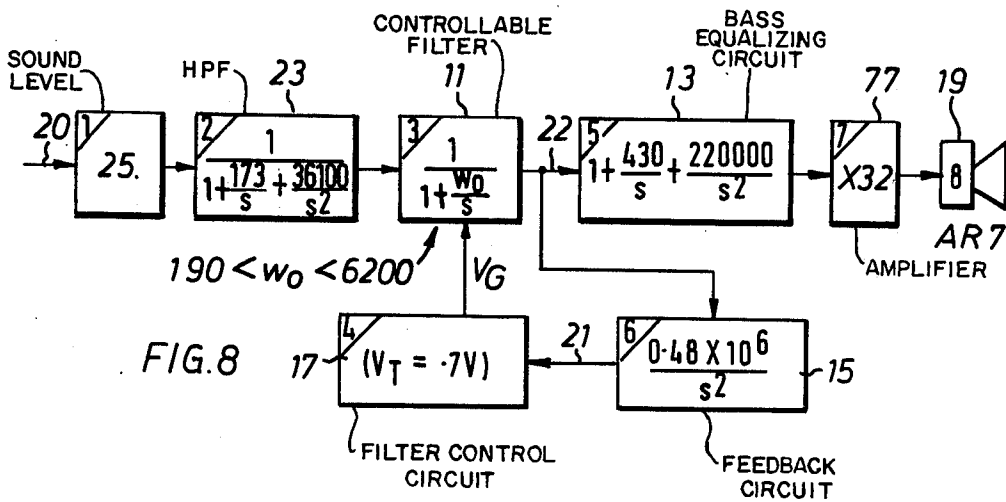 SOUND
LEVEL
20
1
25.
HPF
23
2
1
1+ 173/s + 36100/s2
CONTROLLABLE
FILTER
11
3
1
1+ Wo/s
190 < wo < 6200
VG
22
BASS
EQUALIZING
CIRCUIT
13
5
1+ 430/s + 220000/s2
77
7
X32
AMPLIFIER
19
8
AR7
4
17
(VT = .7V)
FILTER CONTROL
CIRCUIT
21
6
0.48 X 10 6
s2
15
FEEDBACK
CIRCUIT
FIG.8